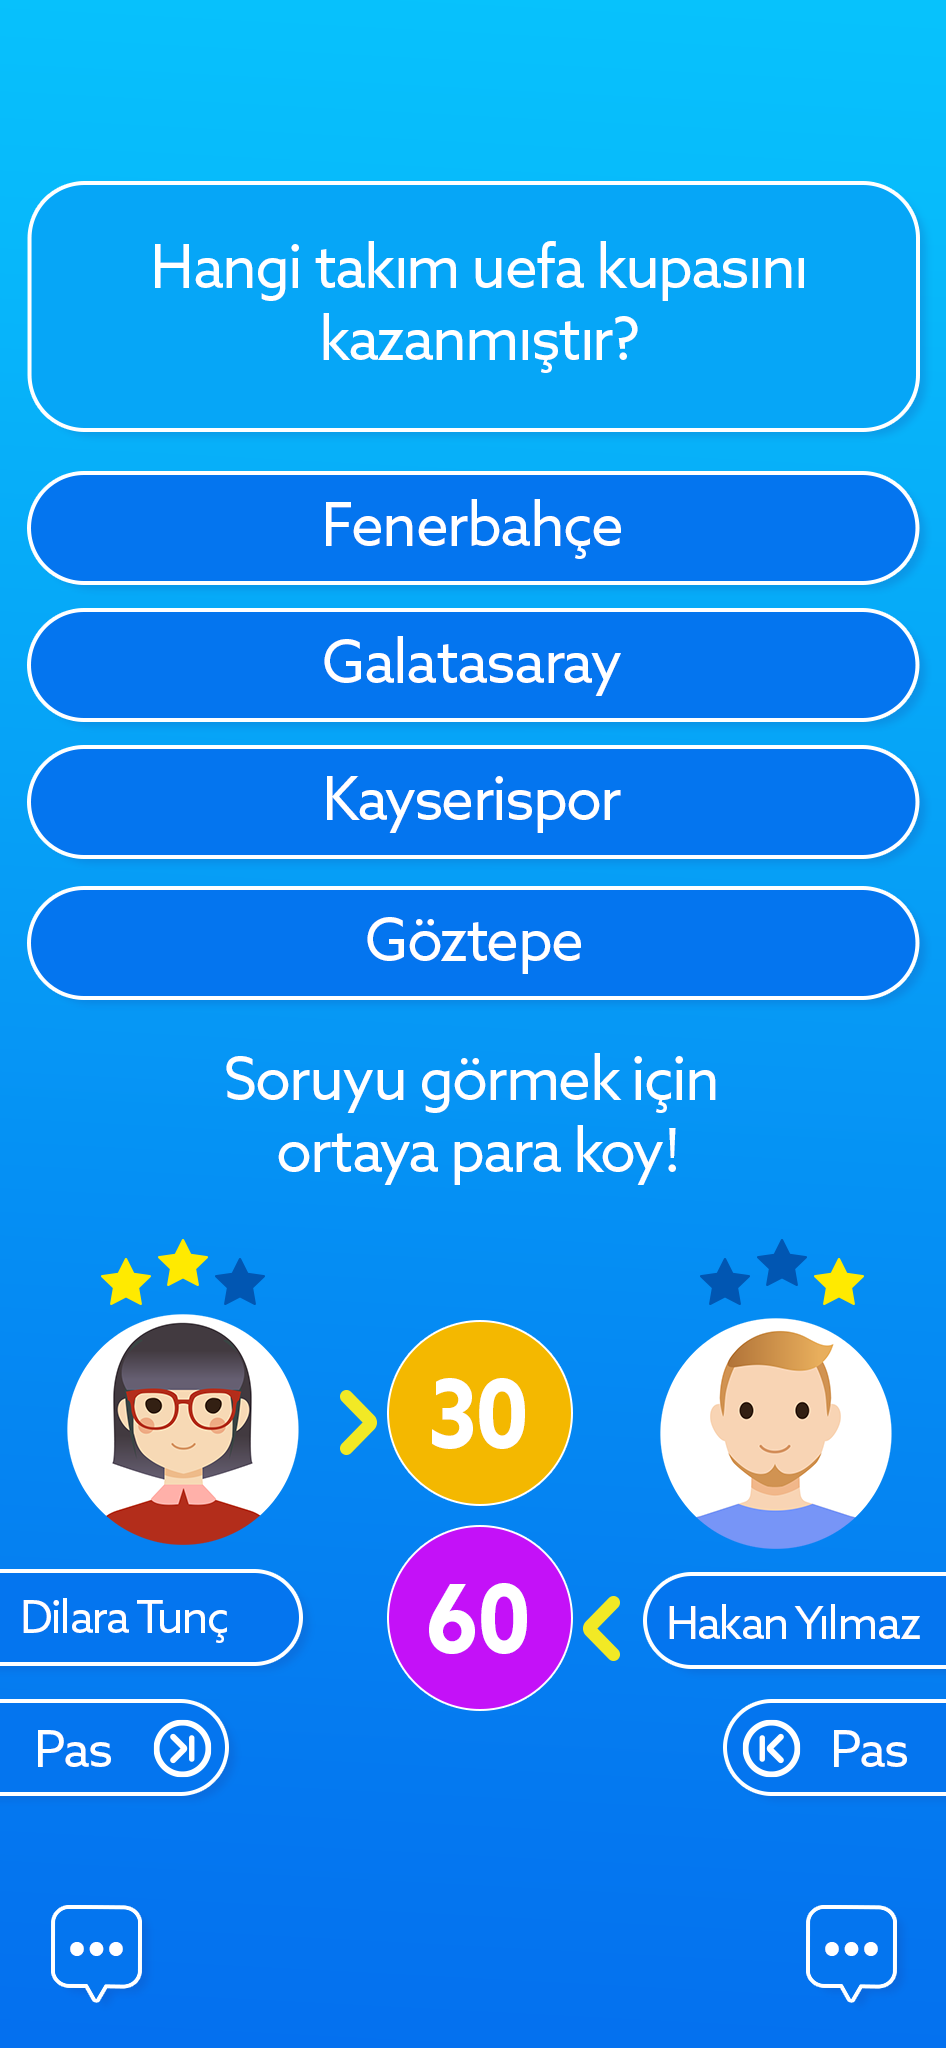 Hangi takım uefa kupasını
kazanmıştır?
Fenerbahçe
Galatasaray
Kayserispor
Göztepe
Soruyu görmek için
ortaya para koy!
30
60
Dilara Tunç
Hakan Yılmaz
Pas
Pas